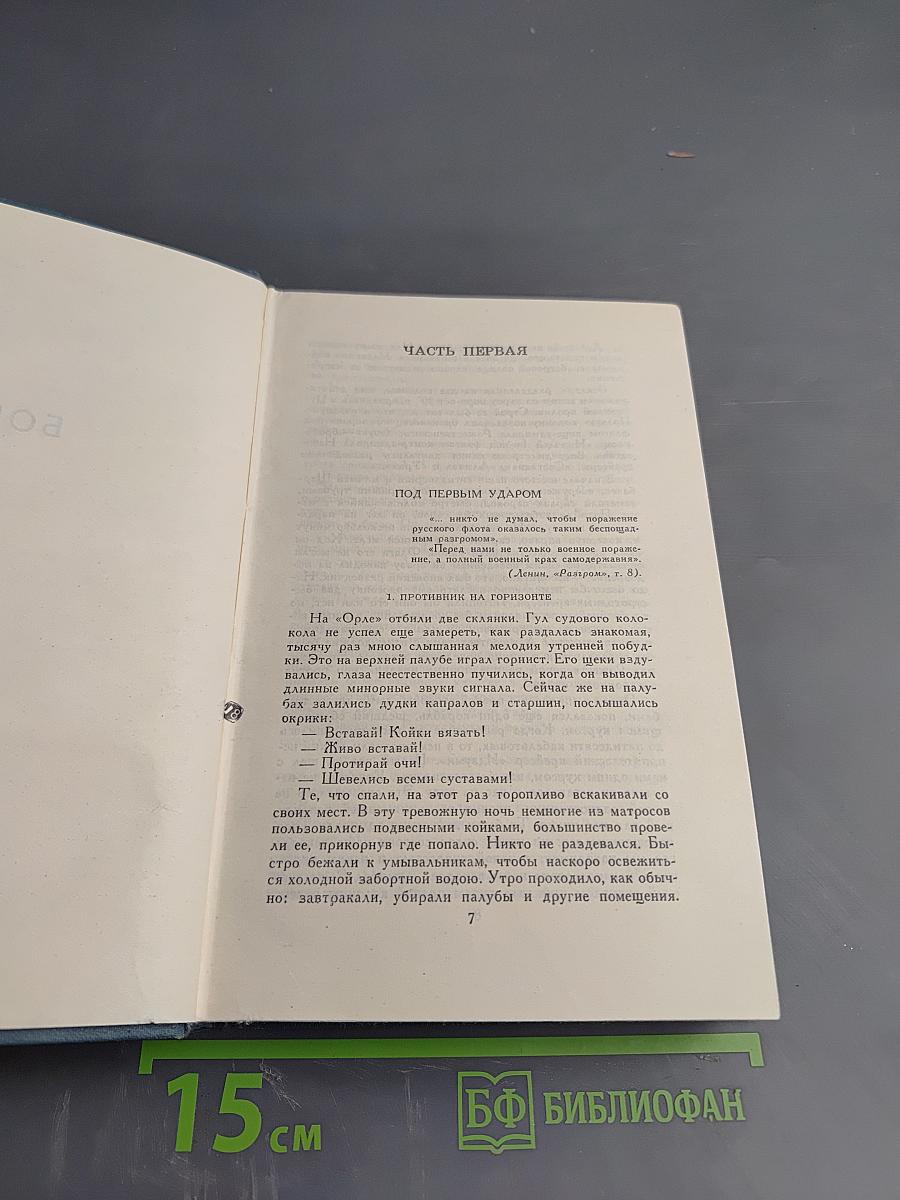 ЧАСТЬ ПЕРВАЯ
ПОД ПЕРВЫМ УДАРОМ
«... никто не думал, чтобы поражение
русского флота оказалось таким беспощад-
ным разгромом».
«Перед нами не только военное пораже-
ние, а полный военный крах самодержавия».
(Ленин, «Разгром», т. 8).
1. ПРОТИВНИК НА ГОРИЗОНТЕ
На «Орле» отбили две склянки. Гул судового коло-
кола не успел еще замереть, как раздалась знакомая,
тысячу раз мною слышанная мелодия утренней побуд-
ки. Это на верхней палубе играл горнист. Его щеки взду-
вались, глаза неестественно пучились, когда он выводил
длинные минорные звуки сигнала. Сейчас же на палу-
бах залились дудки капралов и старшин, послышались
окрики:
— Вставай! Койки вязать!
— Живо вставай!
— Протирай очи!
— Шевелись всеми суставами!
Те, что спали, на этот раз торопливо вскакивали со
своих мест. В эту тревожную ночь немногие из матросов
пользовались подвесными койками, большинство прове-
ли ее, прикорнув где попало. Никто не раздевался. Бы-
стро бежали к умывальникам, чтобы наскоро освежить-
ся холодной забортной водою. Утро проходило, как обыч-
но: завтракали, убирали палубы и другие помещения.
7
15 см
БФ БИБЛИОФАН